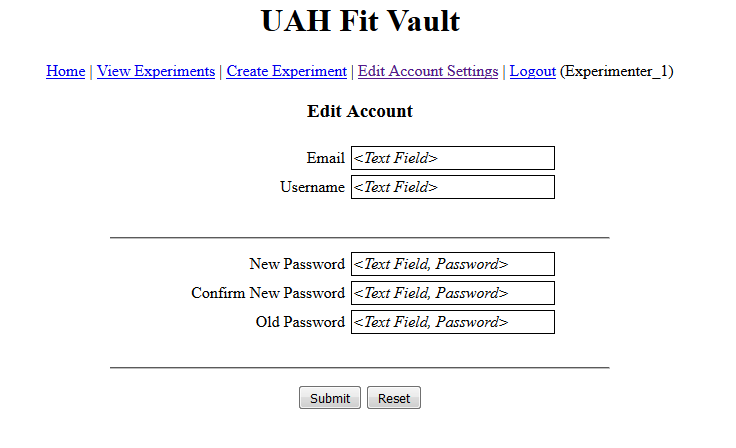 UAH Fit Vault
Home | View Experiments | Create Experiment | Edit Account Settings | Logout (Experimenter_1)
Edit Account
Email <Text Field>
Username <Text Field>
New Password <Text Field, Password>
Confirm New Password <Text Field, Password>
Old Password <Text Field, Password>
Submit Reset